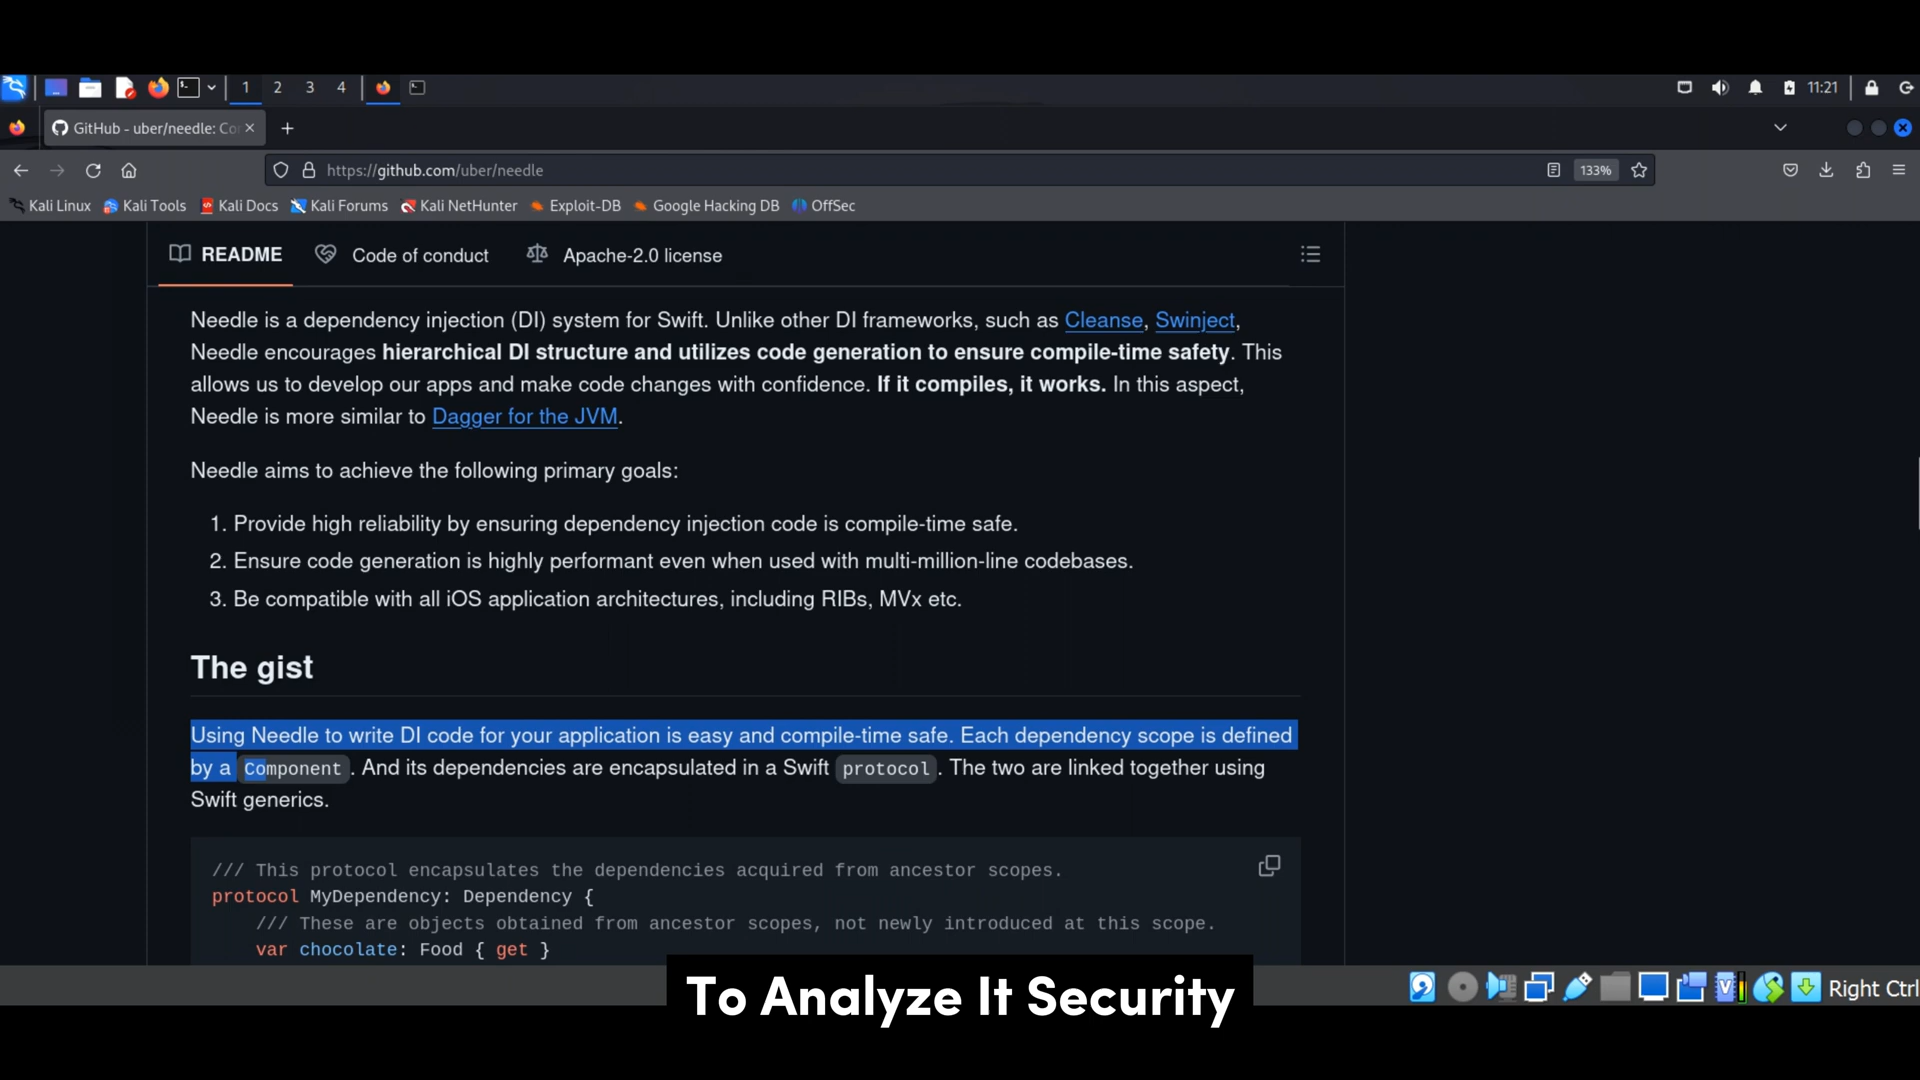 1 2 3 4
11:21
GitHub - uber/needle: Co
https://github.com/uber/needle
133%
Kali Linux Kali Tools Kali Docs Kali Forums Kali NetHunter Exploit-DB Google Hacking DB OffSec
README Code of conduct Apache-2.0 license
Needle is a dependency injection (DI) system for Swift. Unlike other DI frameworks, such as Cleanse, Swinject,
Needle encourages hierarchical DI structure and utilizes code generation to ensure compile-time safety. This
allows us to develop our apps and make code changes with confidence. If it compiles, it works. In this aspect,
Needle is more similar to Dagger for the JVM.
Needle aims to achieve the following primary goals:
1. Provide high reliability by ensuring dependency injection code is compile-time safe.
2. Ensure code generation is highly performant even when used with multi-million-line codebases.
3. Be compatible with all iOS application architectures, including RIBs, MVx etc.
The gist
Using Needle to write DI code for your application is easy and compile-time safe. Each dependency scope is defined
by a Component. And its dependencies are encapsulated in a Swift protocol. The two are linked together using
Swift generics.
/// This protocol encapsulates the dependencies acquired from ancestor scopes.
protocol MyDependency: Dependency {
/// These are objects obtained from ancestor scopes, not newly introduced at this scope.
var chocolate: Food { get }
To Analyze It Security
Right Ctrl